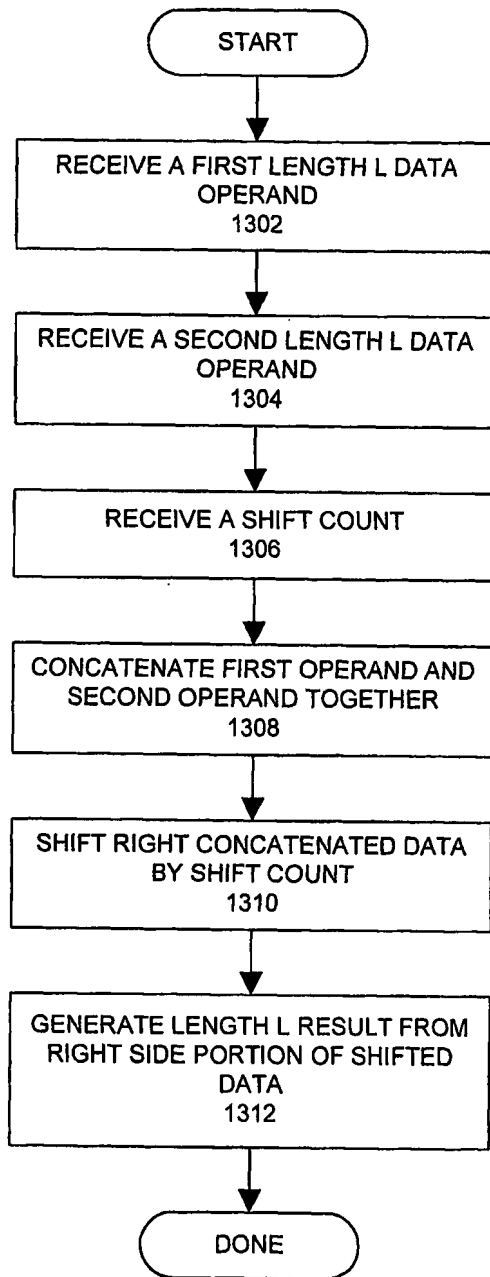 START
RECEIVE A FIRST LENGTH L DATA
OPERAND
1302
RECEIVE A SECOND LENGTH L DATA
OPERAND
1304
RECEIVE A SHIFT COUNT
1306
CONCATENATE FIRST OPERAND AND
SECOND OPERAND TOGETHER
1308
SHIFT RIGHT CONCATENATED DATA
BY SHIFT COUNT
1310
GENERATE LENGTH L RESULT FROM
RIGHT SIDE PORTION OF SHIFTED
DATA
1312
DONE